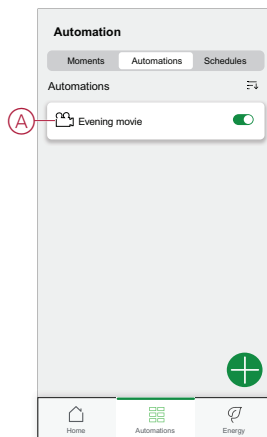 Automation
Moments Automations Schedules
Automations
A Evening movie
Home Automations Energy